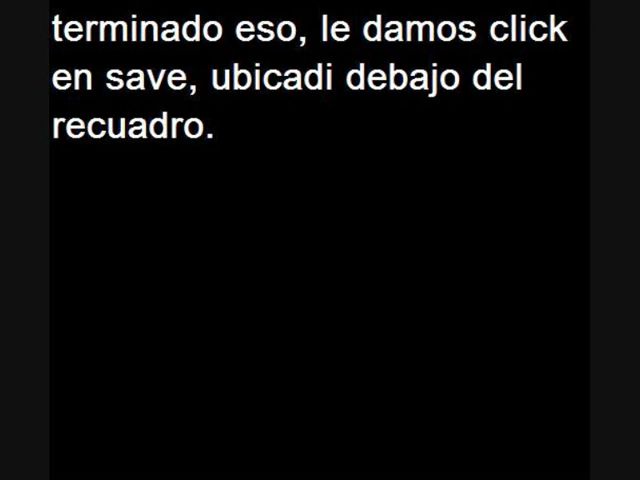 terminado eso, le damos click
en save, ubicadi debajo del
recuadro.